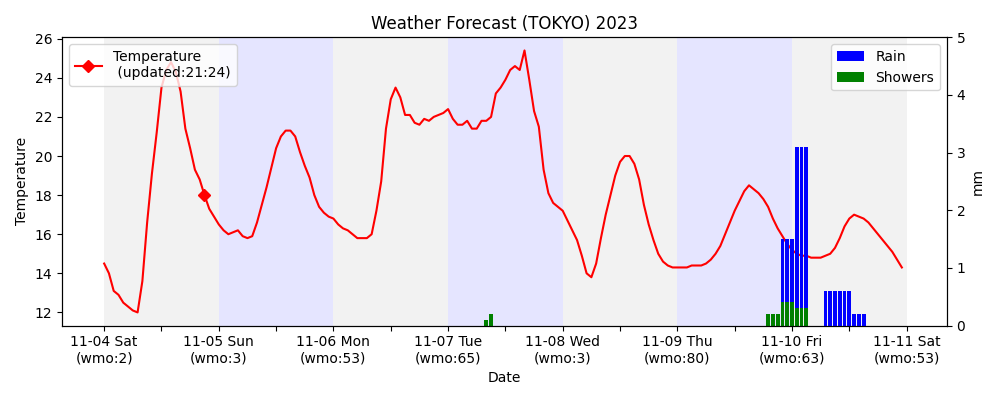 Weather Forecast (TOKYO) 2023
Temperature
(updated:21:24)
Rain
Showers
26
24
22
20
18
16
14
12
Temperature
5
4
3
2
1
0
mm
11-04 Sat
(wmo:2)
11-05 Sun
(wmo:3)
11-06 Mon
(wmo:53)
11-07 Tue
(wmo:65)
11-08 Wed
(wmo:3)
11-09 Thu
(wmo:80)
11-10 Fri
(wmo:63)
11-11 Sat
(wmo:53)
Date